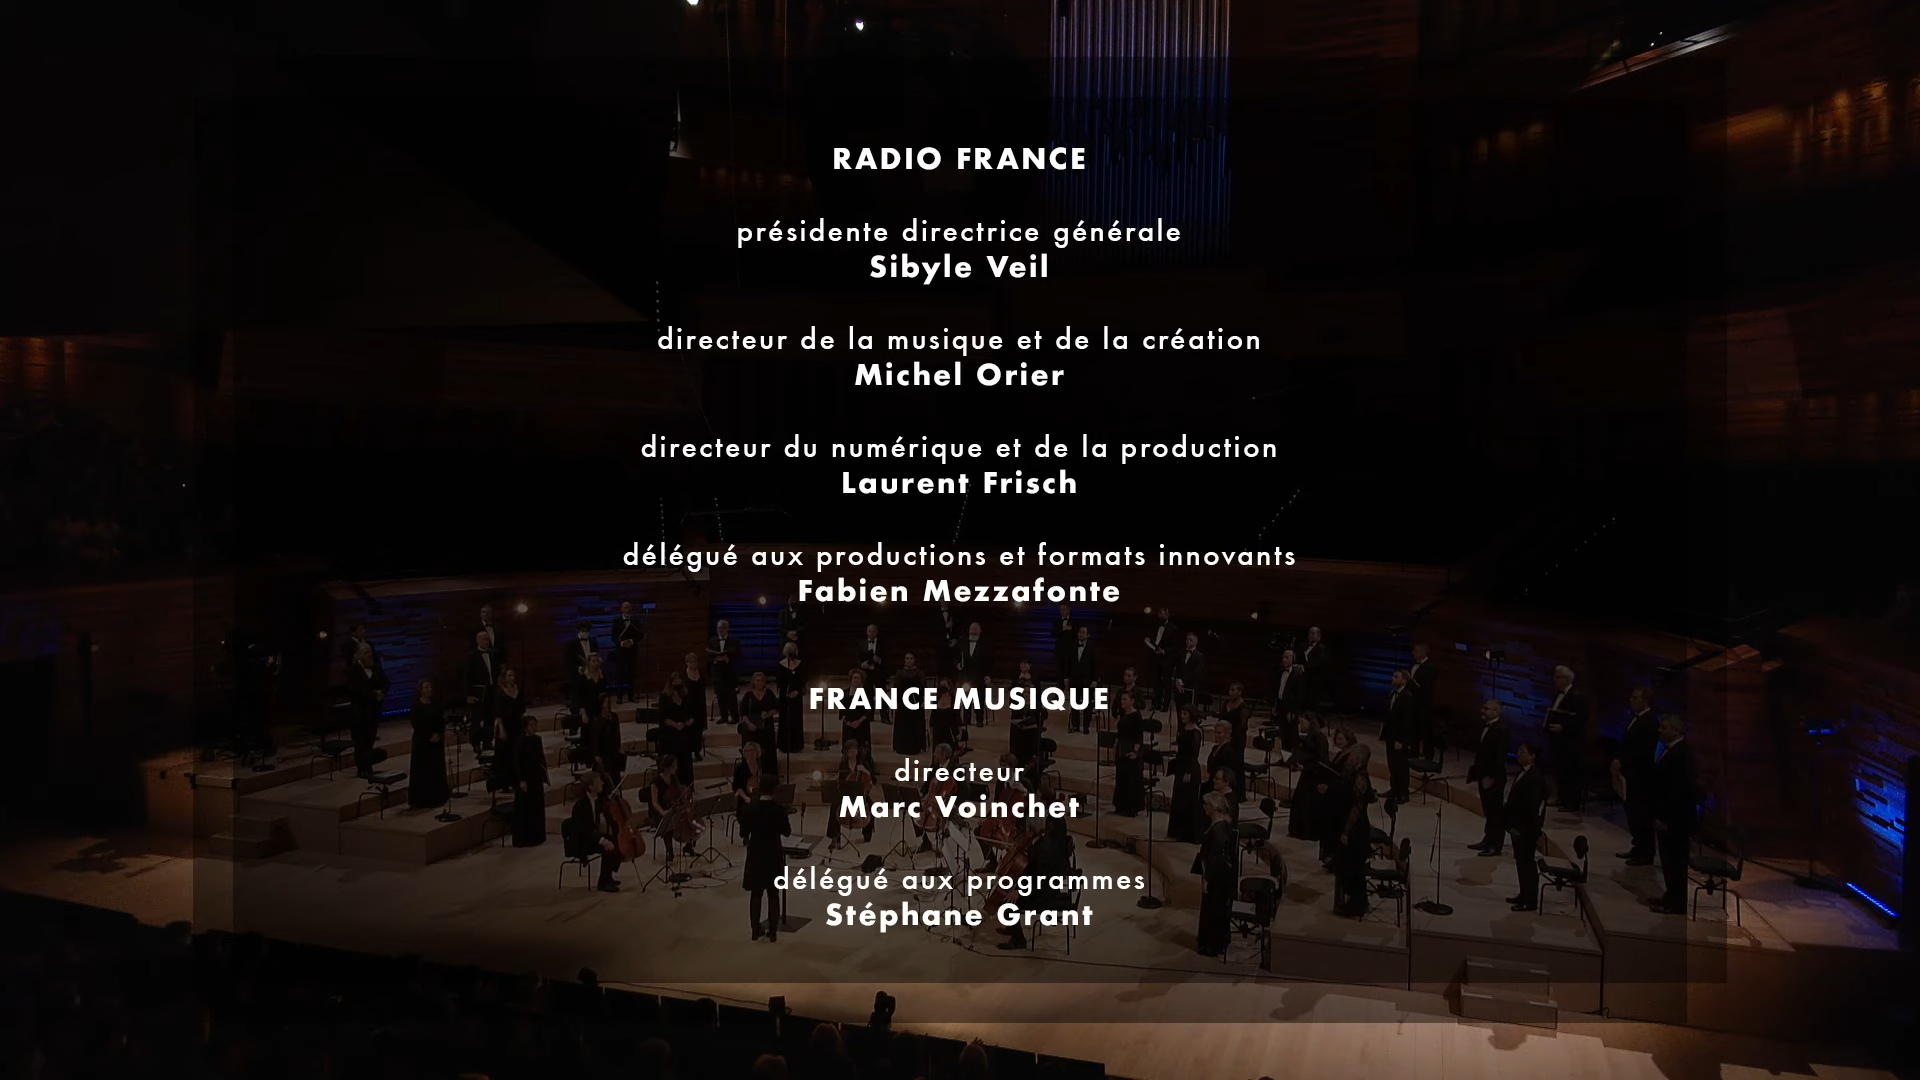 RADIO FRANCE
présidente directrice générale
Sibyle Veil
directeur de la musique et de la création
Michel Orier
directeur du numérique et de la production
Laurent Frisch
délégué aux productions et formats innovants
Fabien Mezzafonte
FRANCE MUSIQUE
directeur
Marc Voinchet
délégué aux programmes
Stéphane Grant